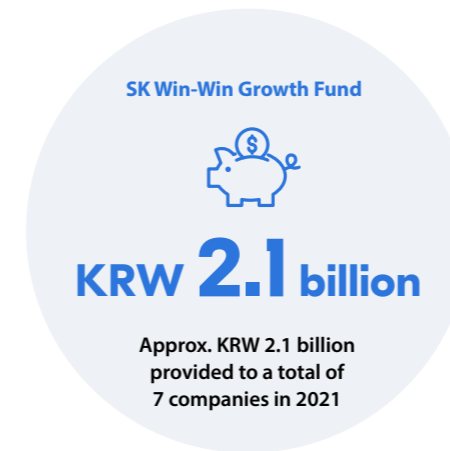 SK Win-Win Growth Fund
$
KRW 2.1 billion
Approx. KRW 2.1 billion
provided to a total of
7 companies in 2021